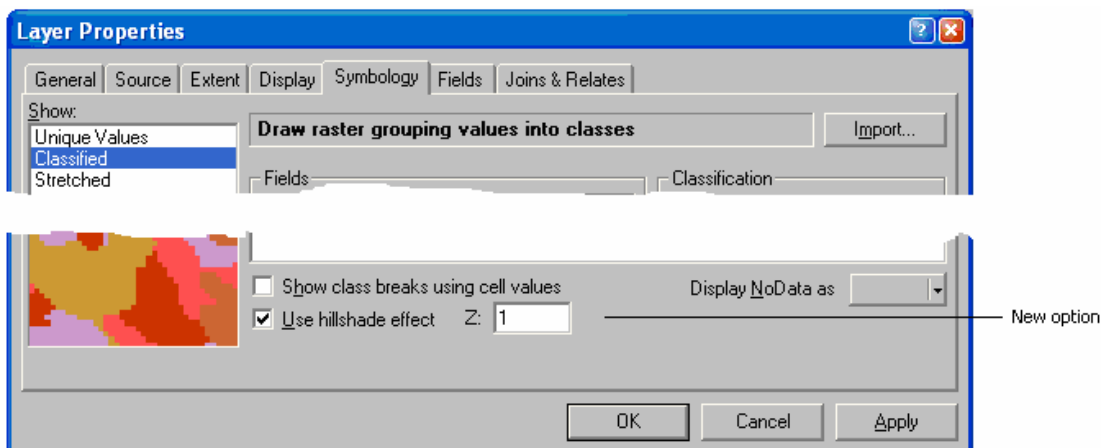 Layer Properties
General Source Extent Display Symbology Fields Joins & Relates
Show:
Unique Values
Classified
Stretched
Draw raster grouping values into classes
Import...
Fields
Classification
Show class breaks using cell values
Display NoData as
Use hillshade effect Z: 1
New option
OK Cancel Apply